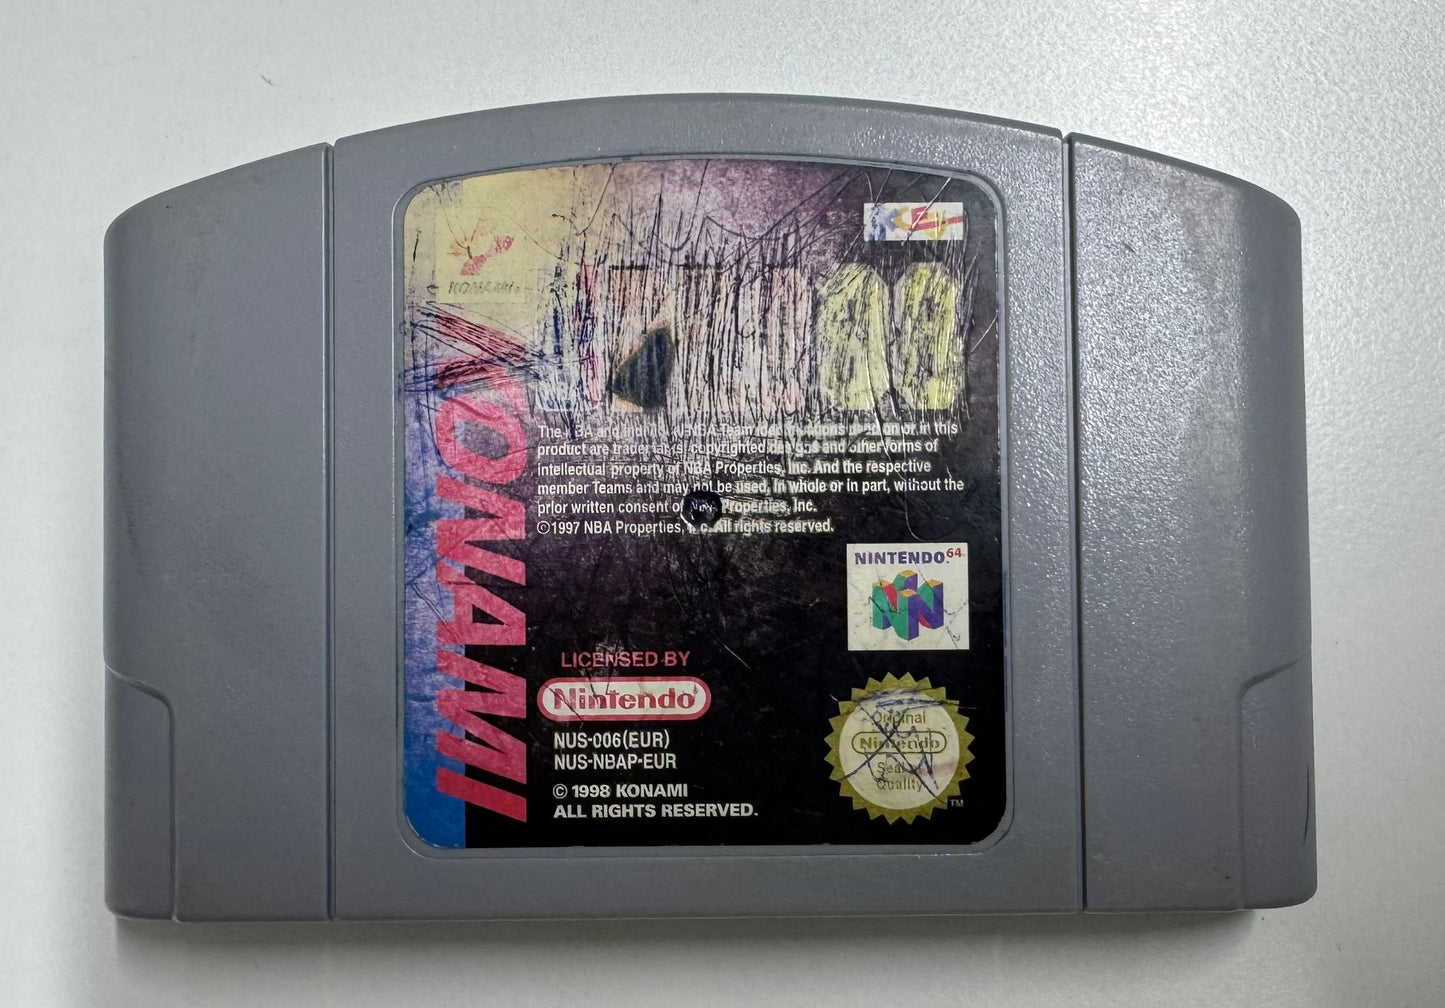 KONAMI
KONAMI
98
The NBA and individual NBA Team identifications used on or in this
product are trademarks, copyrighted designs and other forms of
intellectual property of NBA Properties, Inc. And the respective
member Teams and may not be used, in whole or in part, without the
prior written consent of NBA Properties, Inc.
©1997 NBA Properties, Inc. All rights reserved.
NINTENDO 64
LICENSED BY
Nintendo®
NUS-006(EUR)
NUS-NBAP-EUR
© 1998 KONAMI
ALL RIGHTS RESERVED.
Original
Nintendo
Seal of
Quality
TM